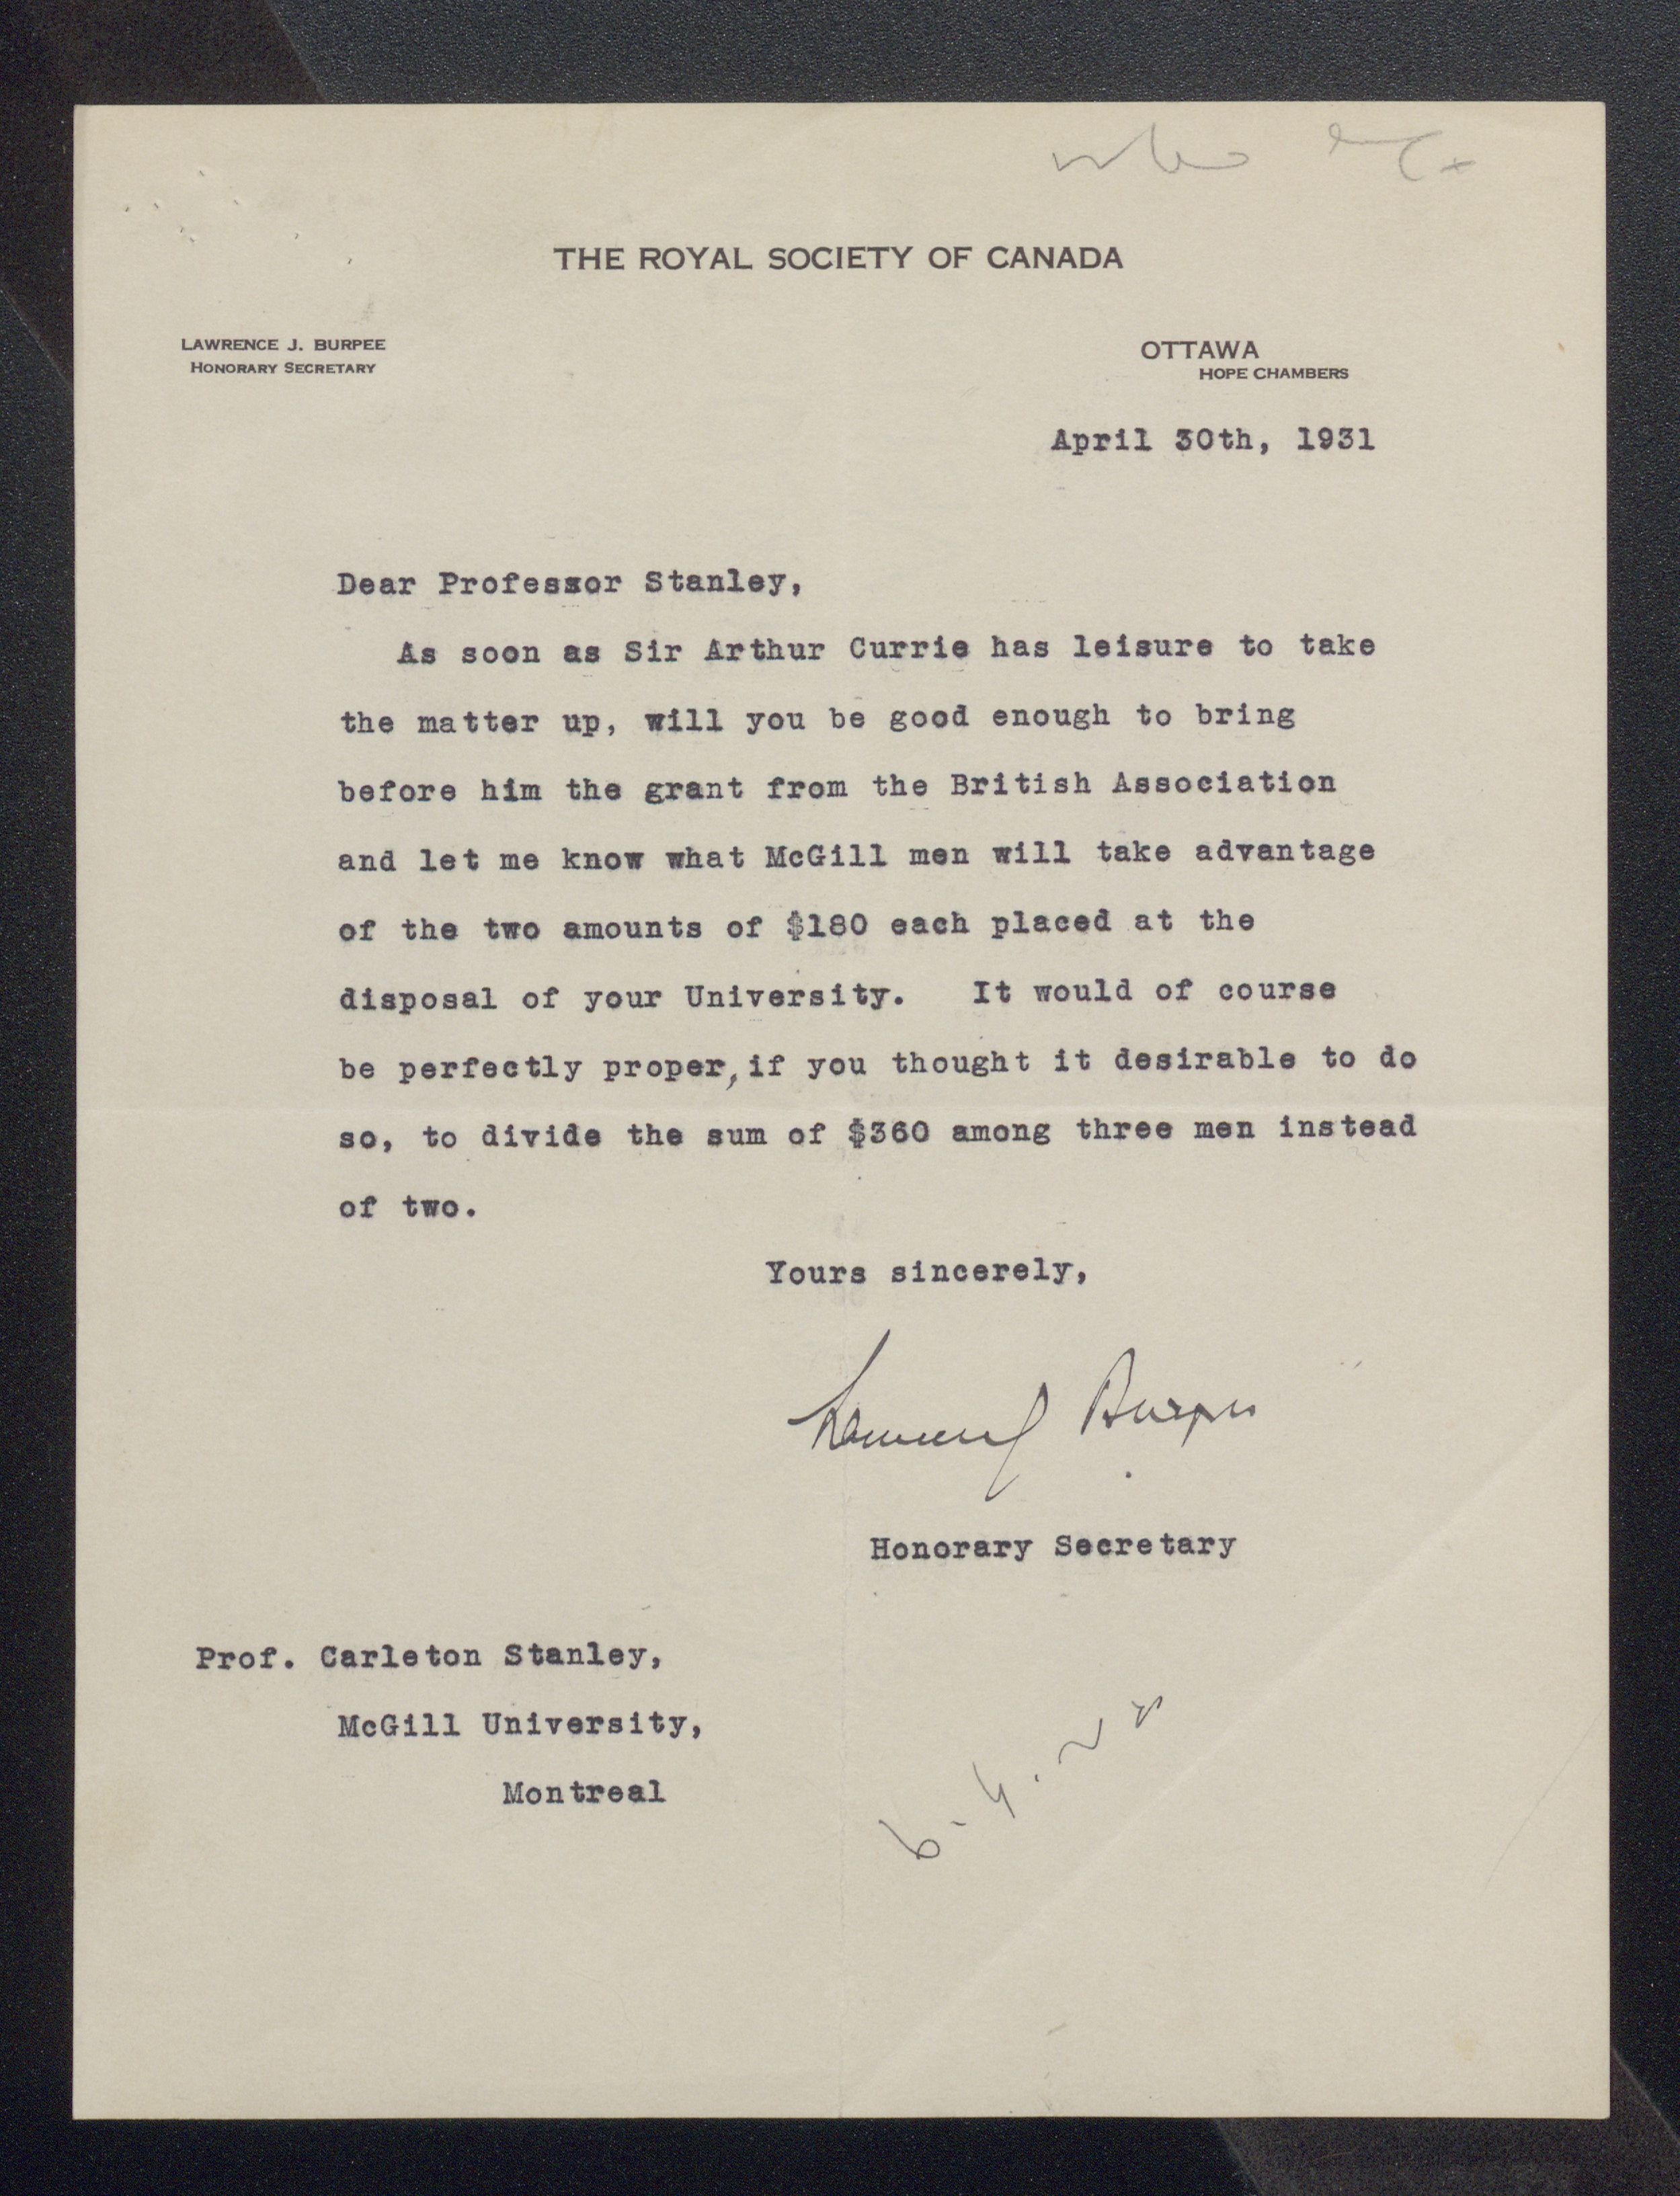 THE ROYAL SOCIETY OF CANADA
LAWRENCE J. BURPEE
HONORARY SECRETARY
OTTAWA
HOPE CHAMBERS
April 30th, 1931
Dear Professor Stanley,
As soon as Sir Arthur Currie has leisure to take
the matter up, will you be good enough to bring
before him the grant from the British Association
and let me know what McGill men will take advantage
of the two amounts of $180 each placed at the
disposal of your University. It would of course
be perfectly proper, if you thought it desirable to do
so, to divide the sum of $360 among three men instead
of two.
Yours sincerely,
Lawrence J Burpee
Honorary Secretary
Prof. Carleton Stanley,
McGill University,
Montreal